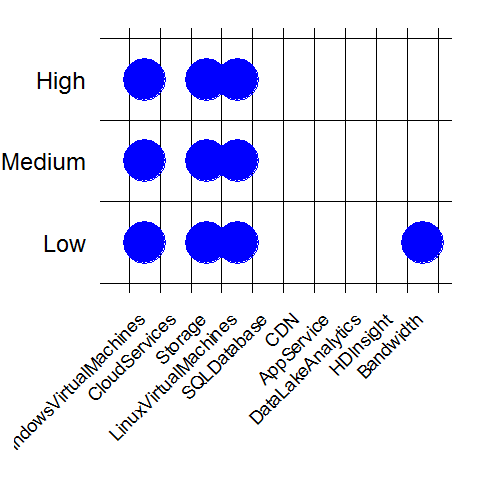 High
Medium
Low
ndowsVirtualMachines
CloudServices
Storage
LinuxVirtualMachines
SQLDatabase
CDN
AppService
DataLakeAnalytics
HDInsight
Bandwidth